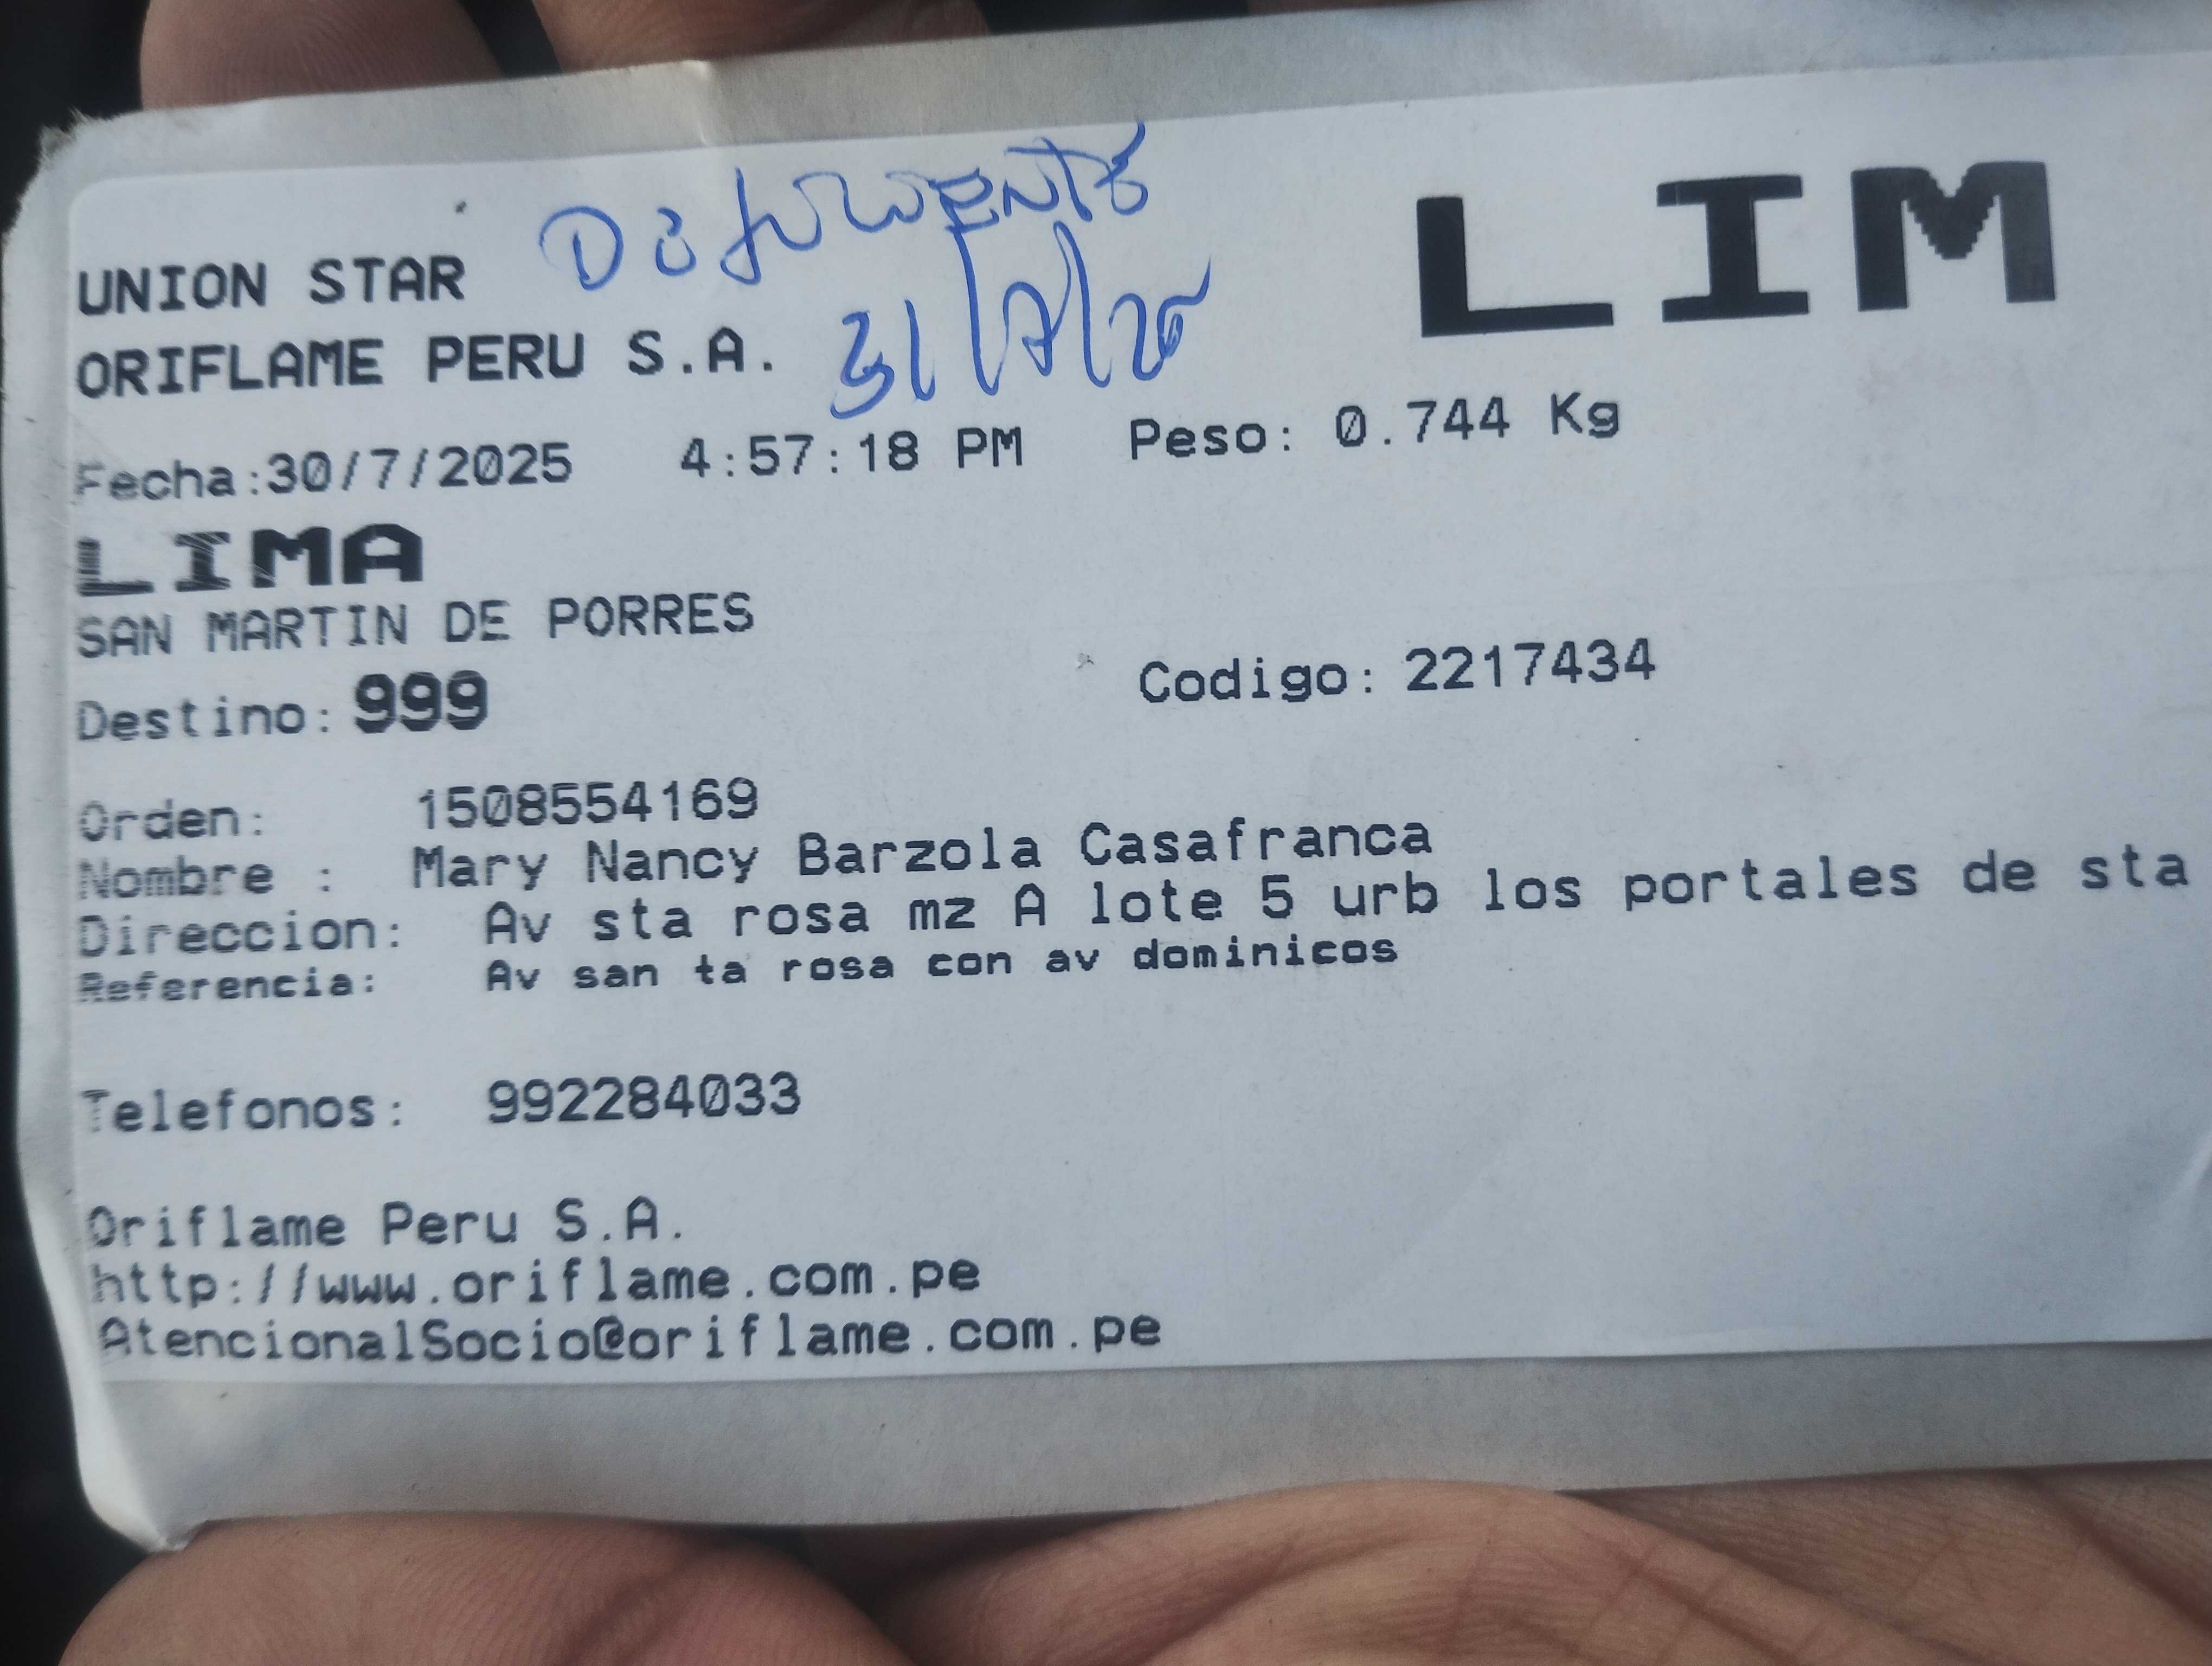 UNION STAR
ORIFLAME PERU S.A.
31/7/25
LIM
Fecha:30/7/2025 4:57:18 PM Peso: 0.744 Kg
LIMA
SAN MARTIN DE PORRES
Destino: 999 Codigo: 2217434
Orden: 1508554169
Nombre : Mary Nancy Barzola Casafranca
Direccion: Av sta rosa mz A lote 5 urb los portales de sta
Referencia: Av san ta rosa con av dominicos
Telefonos: 992284033
Oriflame Peru S.A.
http://www.oriflame.com.pe
AtencionalSocio@oriflame.com.pe